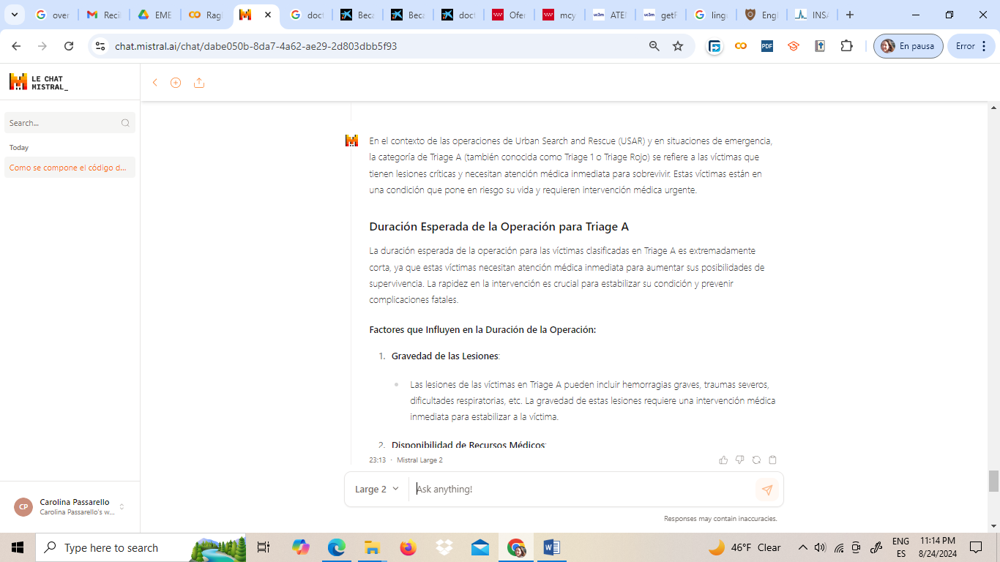 over
Reci
EME
Rag
doct
Beca
Beca
doct
Ofer
mcy
ATE
getF
ling
Engl
INSA
chat.mistral.ai/chat/dabe050b-8da7-4a62-ae29-2d803dbb5f93
PDF
En pausa
Error
LE CHAT
MISTRAL_
Search...
Today
Como se compone el código d...
En el contexto de las operaciones de Urban Search and Rescue (USAR) y en situaciones de emergencia,
la categoría de Triage A (también conocida como Triage 1 o Triage Rojo) se refiere a las víctimas que
tienen lesiones críticas y necesitan atención médica inmediata para sobrevivir. Estas víctimas están en
una condición que pone en riesgo su vida y requieren intervención médica urgente.
Duración Esperada de la Operación para Triage A
La duración esperada de la operación para las víctimas clasificadas en Triage A es extremadamente
corta, ya que estas víctimas necesitan atención médica inmediata para aumentar sus posibilidades de
supervivencia. La rapidez en la intervención es crucial para estabilizar su condición y prevenir
complicaciones fatales.
Factores que Influyen en la Duración de la Operación:
1. Gravedad de las Lesiones:
Las lesiones de las víctimas en Triage A pueden incluir hemorragias graves, traumas severos,
dificultades respiratorias, etc. La gravedad de estas lesiones requiere una intervención médica
inmediata para estabilizar a la víctima.
2. Disponibilidad de Recursos Médicos:
23:13 · Mistral Large 2
Large 2
Ask anything!
Responses may contain inaccuracies.
CP
Carolina Passarello
Carolina Passarello's w...
Type here to search
46°F Clear
ENG
ES
11:14 PM
8/24/2024